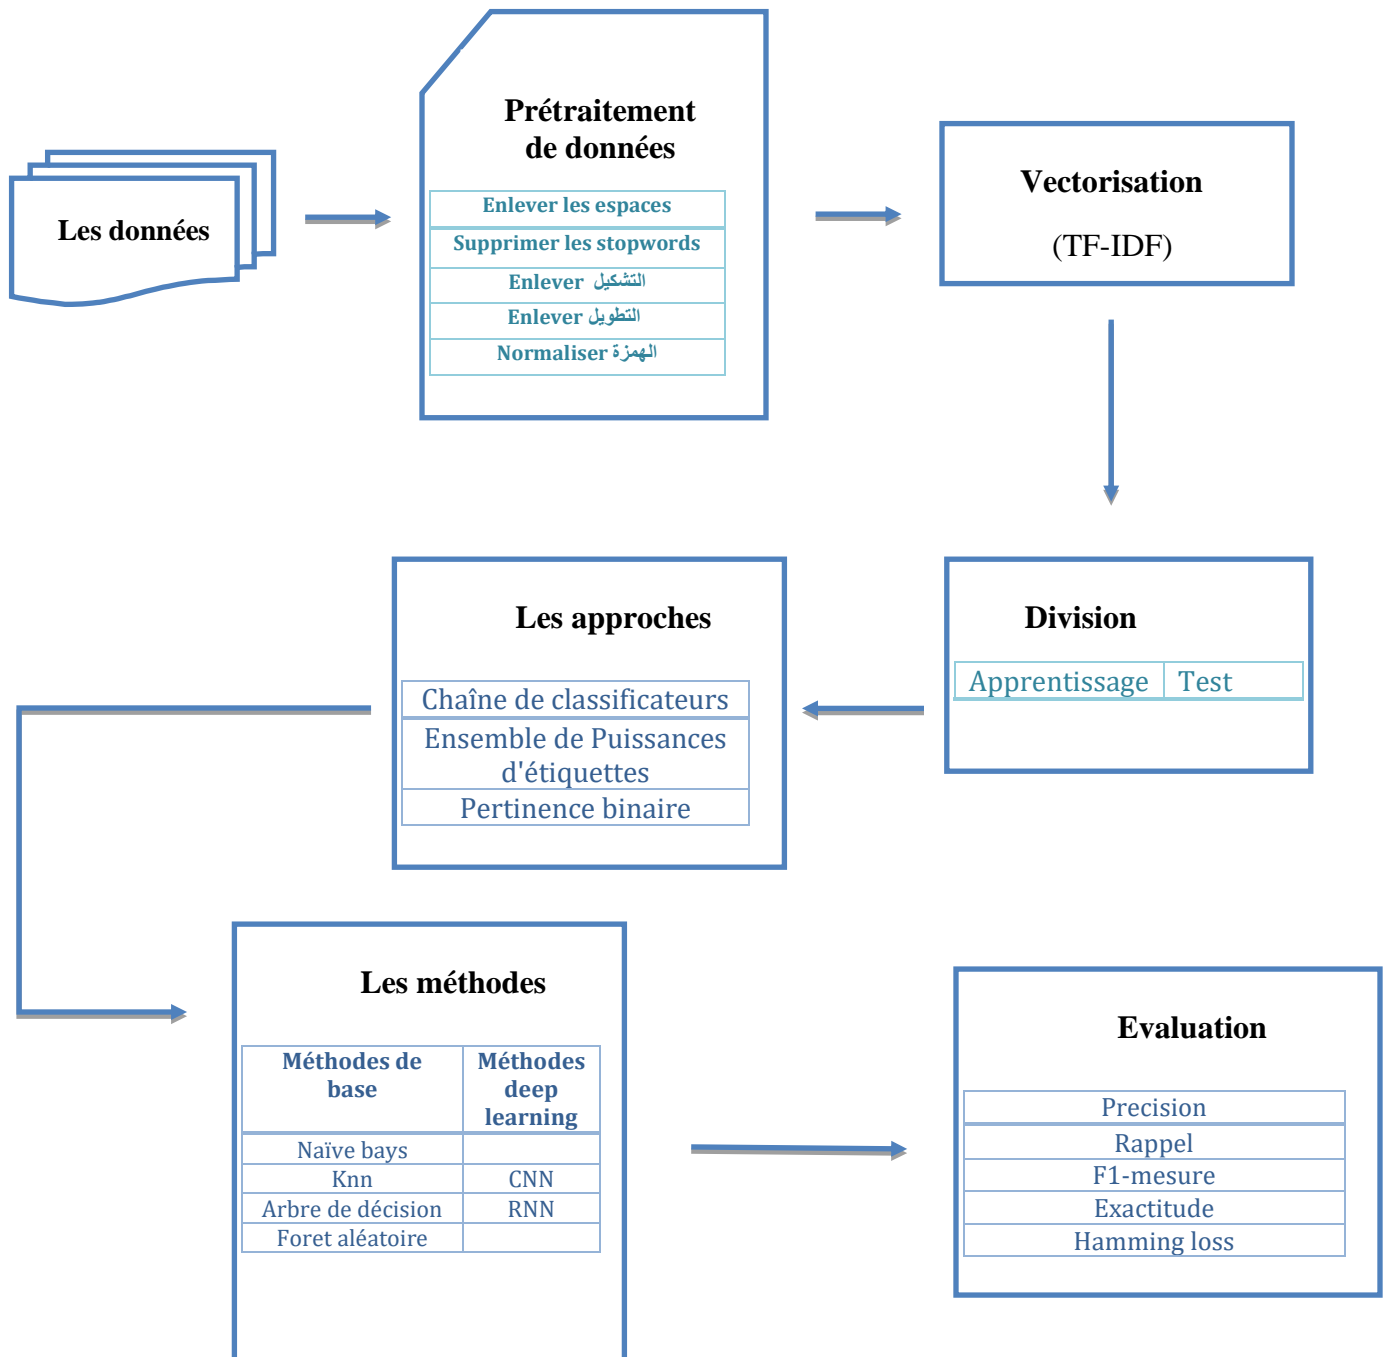 Les données
Prétraitement
de données
Enlever les espaces
Supprimer les stopwords
Enlever التشكيل
Enlever التطويل
Normaliser الهمزة
Vectorisation
(TF-IDF)
Division
Apprentissage Test
Les approches
Chaîne de classificateurs
Ensemble de Puissances
d'étiquettes
Pertinence binaire
Les méthodes
Méthodes de
base
Méthodes
deep
learning
Naïve bays
Knn CNN
Arbre de décision RNN
Foret aléatoire
Evaluation
Precision
Rappel
F1-mesure
Exactitude
Hamming loss